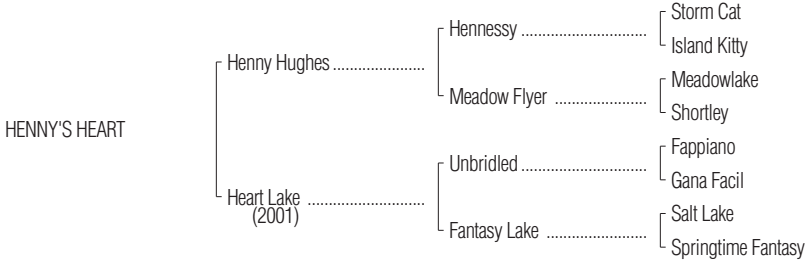 Storm Cat
Hennessy ..............................
Island Kitty
Henny Hughes ......................
Meadowlake
Meadow Flyer ......................
Shortley
HENNY'S HEART
Fappiano
Unbridled ..............................
Gana Facil
Heart Lake ............................
(2001)
Salt Lake
Fantasy Lake ........................
Springtime Fantasy